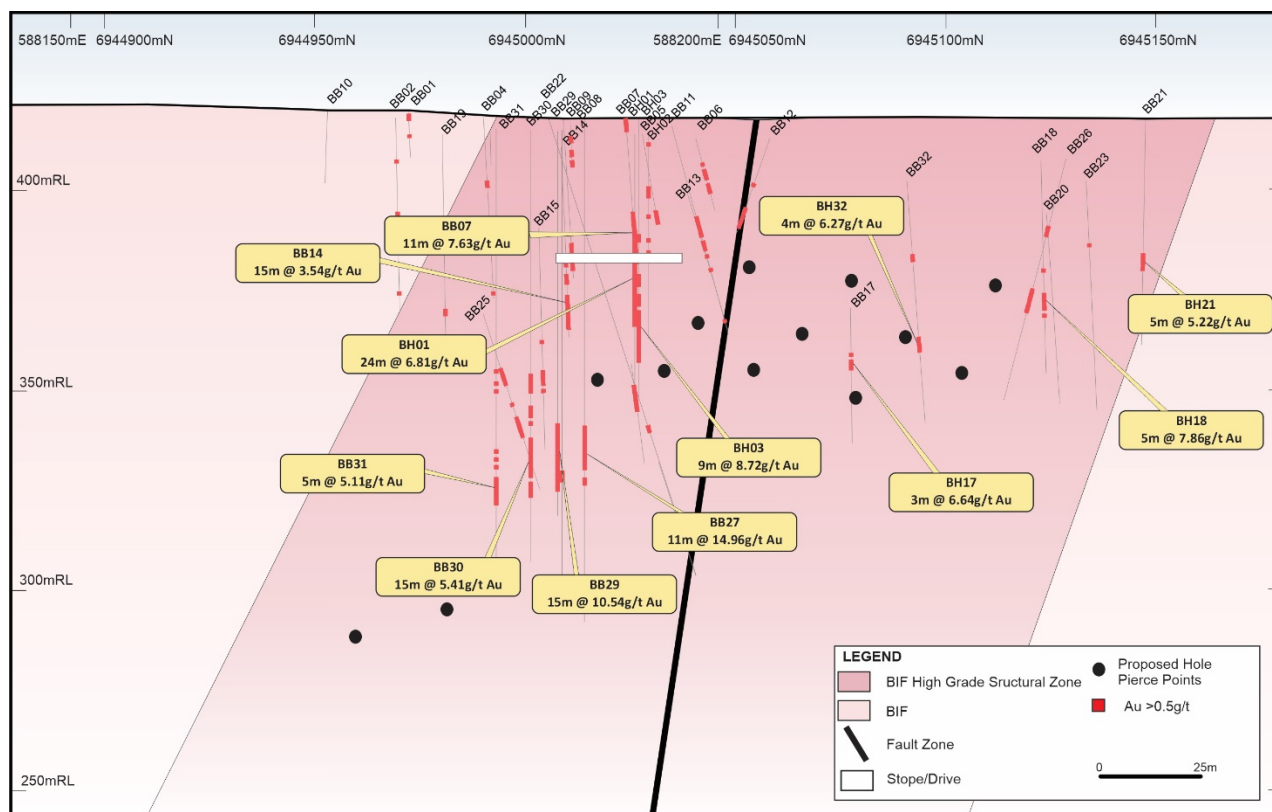 588150mE 6944900mN 6944950mN 6945000mN 588200mE 6945050mN 6945100mN 6945150mN
BB10
BB02
BB01
BB19
BB04
BB31
BB30
BB22
BB29
BB09
BB08
BB14
BB07
BH01
BH03
BB05
BH02
BB11
BB06
BB12
BB13
BB15
BB25
BB17
BB32
BB18
BB26
BB20
BB23
BB21
400mRL
350mRL
300mRL
250mRL
BB07
11m @ 7.63g/t Au
BB14
15m @ 3.54g/t Au
BH01
24m @ 6.81g/t Au
BH32
4m @ 6.27g/t Au
BH21
5m @ 5.22g/t Au
BH18
5m @ 7.86g/t Au
BH03
9m @ 8.72g/t Au
BH17
3m @ 6.64g/t Au
BB31
5m @ 5.11g/t Au
BB27
11m @ 14.96g/t Au
BB30
15m @ 5.41g/t Au
BB29
15m @ 10.54g/t Au
LEGEND
BIF High Grade Sructural Zone
BIF
Fault Zone
Stope/Drive
Proposed Hole
Pierce Points
Au >0.5g/t
0 25m